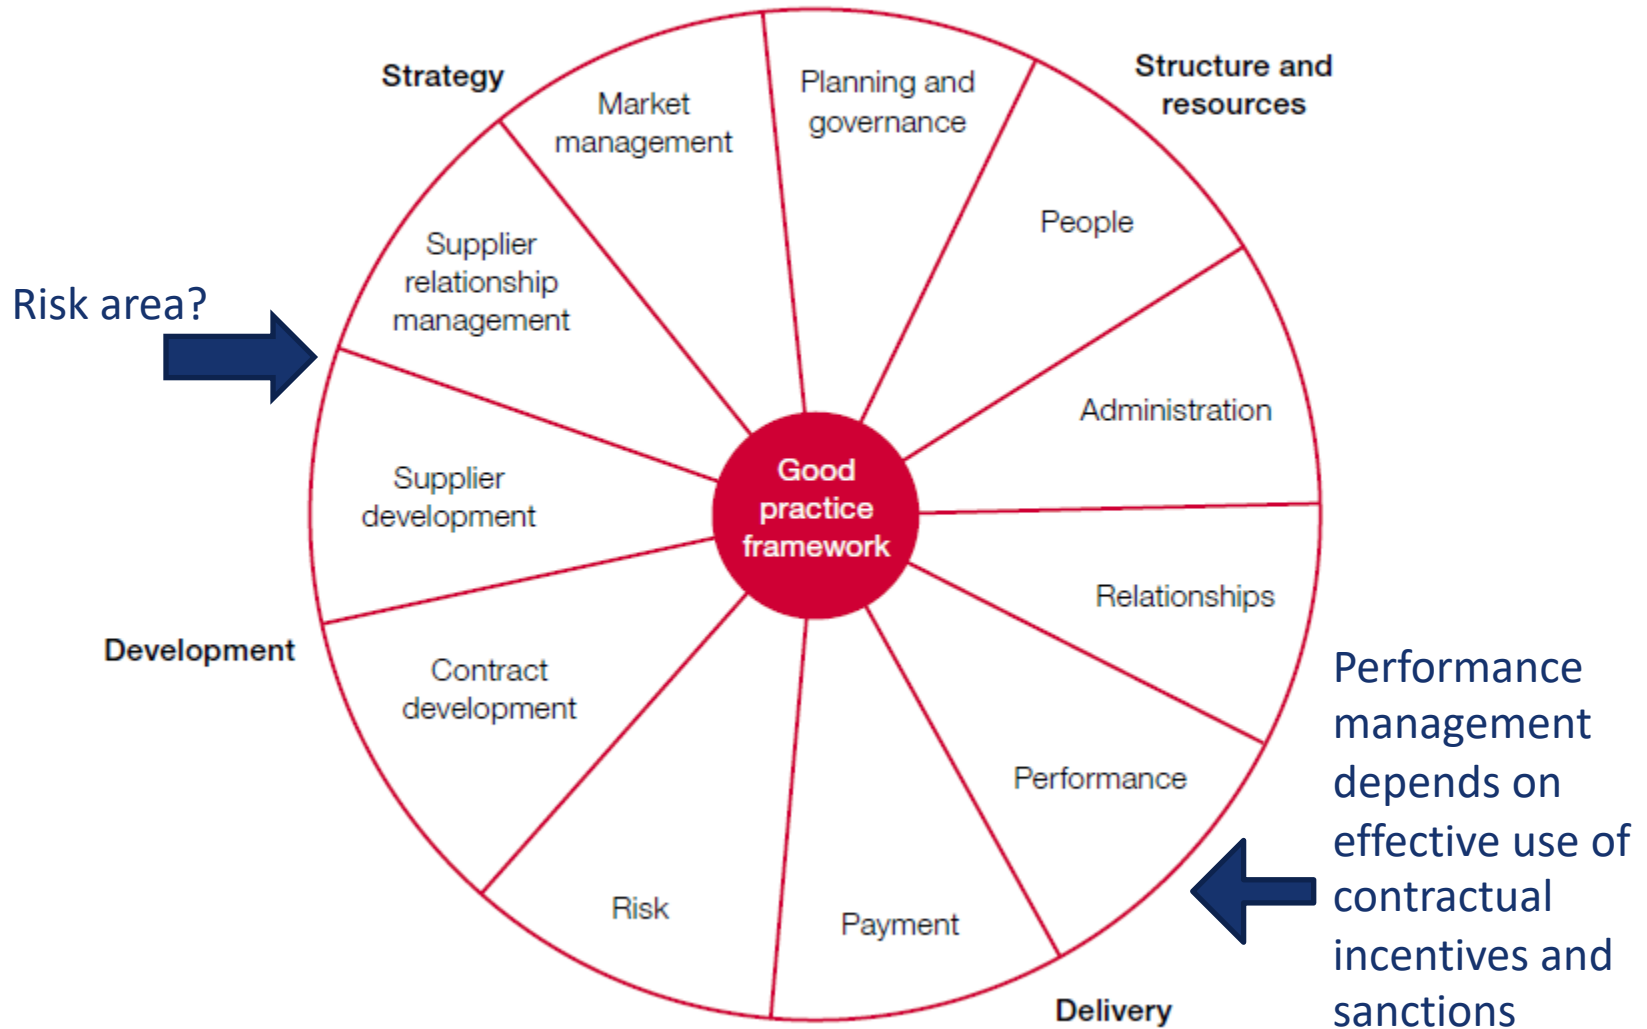 Strategy
Structure and
resources
Market
management
Planning and
governance
People
Supplier
relationship
management
Risk area?
Administration
Good
practice
framework
Supplier
development
Relationships
Development
Contract
development
Performance
Performance
management
depends on
effective use of
contractual
incentives and
sanctions
Risk
Payment
Delivery